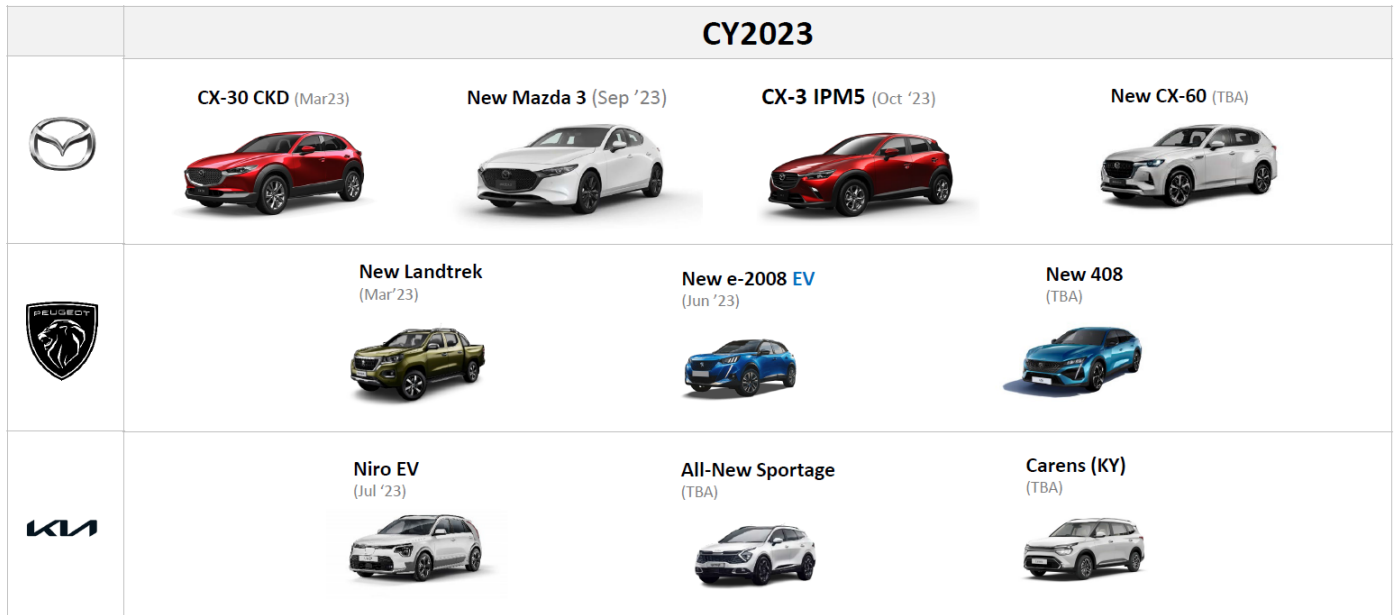 CY2023
CX-30 CKD (Mar23)
New Mazda 3 (Sep ’23)
CX-3 IPM5 (Oct ‘23)
New CX-60 (TBA)
PEUGEOT
New Landtrek
(Mar’23)
New e-2008 EV
(Jun ’23)
New 408
(TBA)
KIA
Niro EV
(Jul ‘23)
All-New Sportage
(TBA)
Carens (KY)
(TBA)